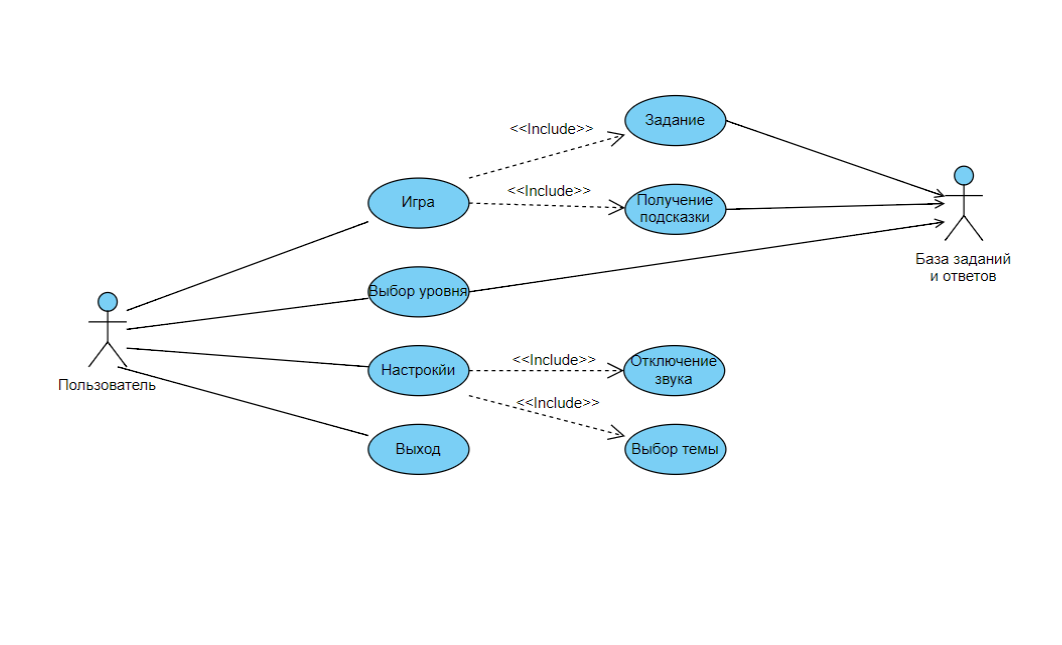 <<Include>>
Задание
<<Include>>
Получение
подсказки
Игра
База заданий
и ответов
Выбор уровня
Пользователь
Настрокйи
<<Include>>
Отключение
звука
<<Include>>
Выход
Выбор темы